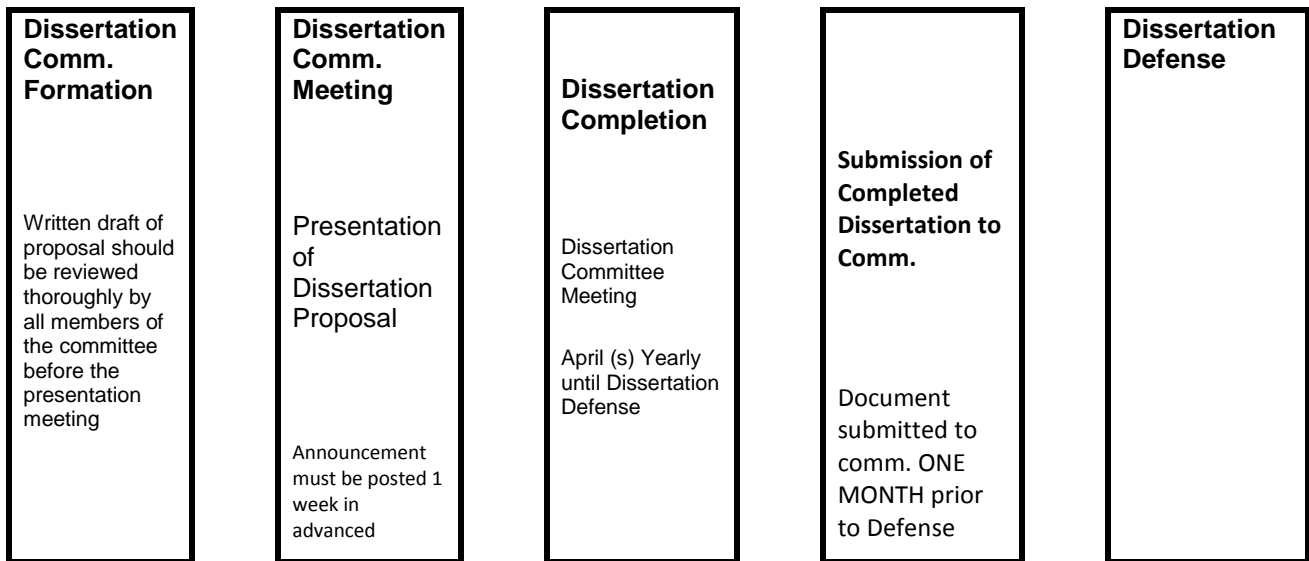 Dissertation
Comm.
Formation
Written draft of
proposal should
be reviewed
thoroughly by
all members of
the committee
before the
presentation
meeting
Dissertation
Comm.
Meeting
Presentation
of
Dissertation
Proposal
Announcement
must be posted 1
week in
advanced
Dissertation
Completion
Dissertation
Committee
Meeting
April (s) Yearly
until Dissertation
Defense
Submission of
Completed
Dissertation to
Comm.
Document
submitted to
comm. ONE
MONTH prior
to Defense
Dissertation
Defense